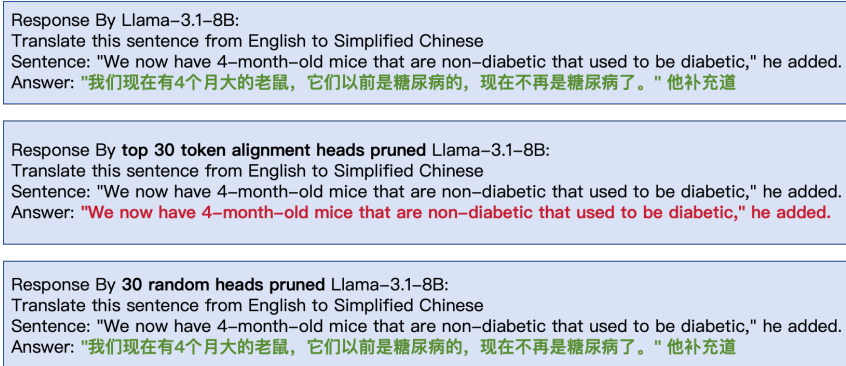 Response By Llama-3.1-8B:
Translate this sentence from English to Simplified Chinese
Sentence: "We now have 4-month-old mice that are non-diabetic that used to be diabetic," he added.
Answer: "我们现在有4个月大的老鼠，它们以前是糖尿病的，现在不再是糖尿病了。" 他补充道
Response By top 30 token alignment heads pruned Llama-3.1-8B:
Translate this sentence from English to Simplified Chinese
Sentence: "We now have 4-month-old mice that are non-diabetic that used to be diabetic," he added.
Answer: "We now have 4-month-old mice that are non-diabetic that used to be diabetic," he added.
Response By 30 random heads pruned Llama-3.1-8B:
Translate this sentence from English to Simplified Chinese
Sentence: "We now have 4-month-old mice that are non-diabetic that used to be diabetic," he added.
Answer: "我们现在有4个月大的老鼠，它们以前是糖尿病的，现在不再是糖尿病了。" 他补充道